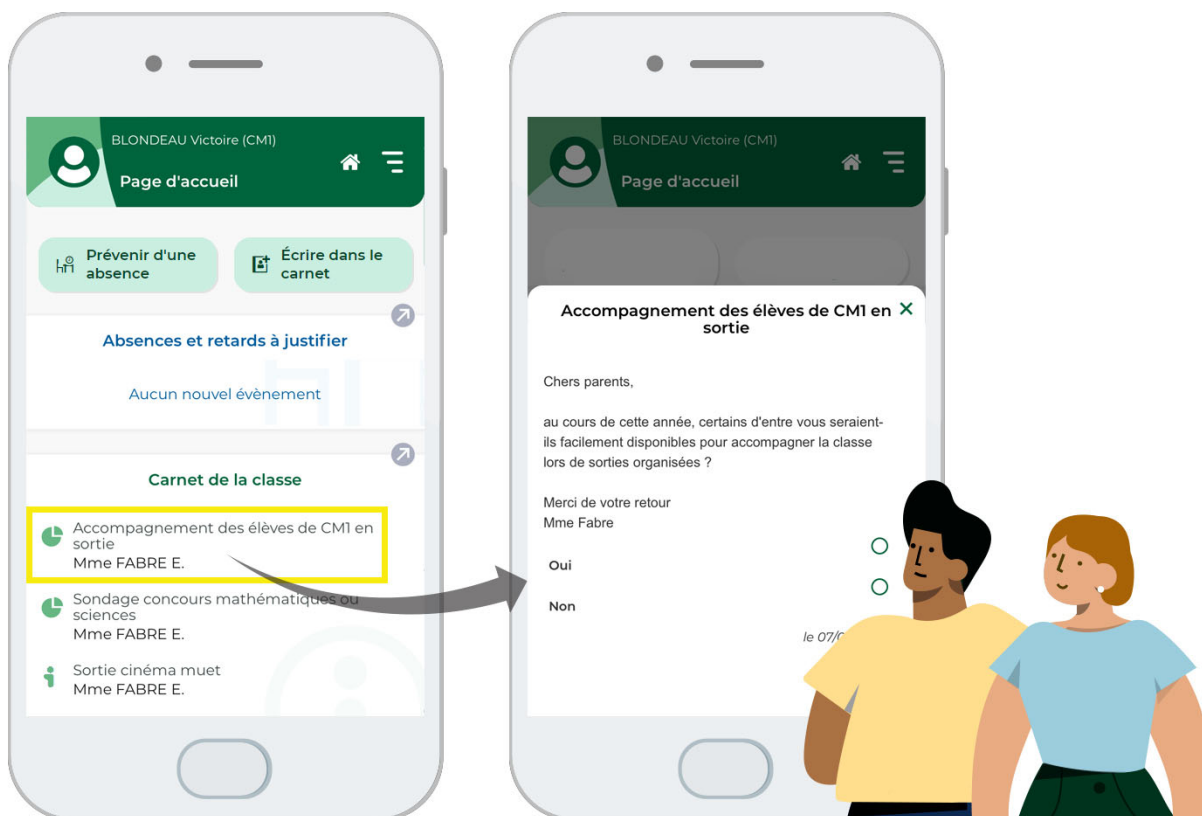 BLONDEAU Victoire (CM1)
Page d'accueil
Prévenir d'une
absence
Écrire dans le
carnet
Absences et retards à justifier
Aucun nouvel évènement
Carnet de la classe
Accompagnement des élèves de CM1 en
sortie
Mme FABRE E.
Sondage concours mathématiques ou
sciences
Mme FABRE E.
Sortie cinéma muet
Mme FABRE E.
BLONDEAU Victoire (CM1)
Page d'accueil
Accompagnement des élèves de CM1 en
sortie
Chers parents,
au cours de cette année, certains d'entre vous seraient-
ils facilement disponibles pour accompagner la classe
lors de sorties organisées ?
Merci de votre retour
Mme Fabre
Oui
Non
le